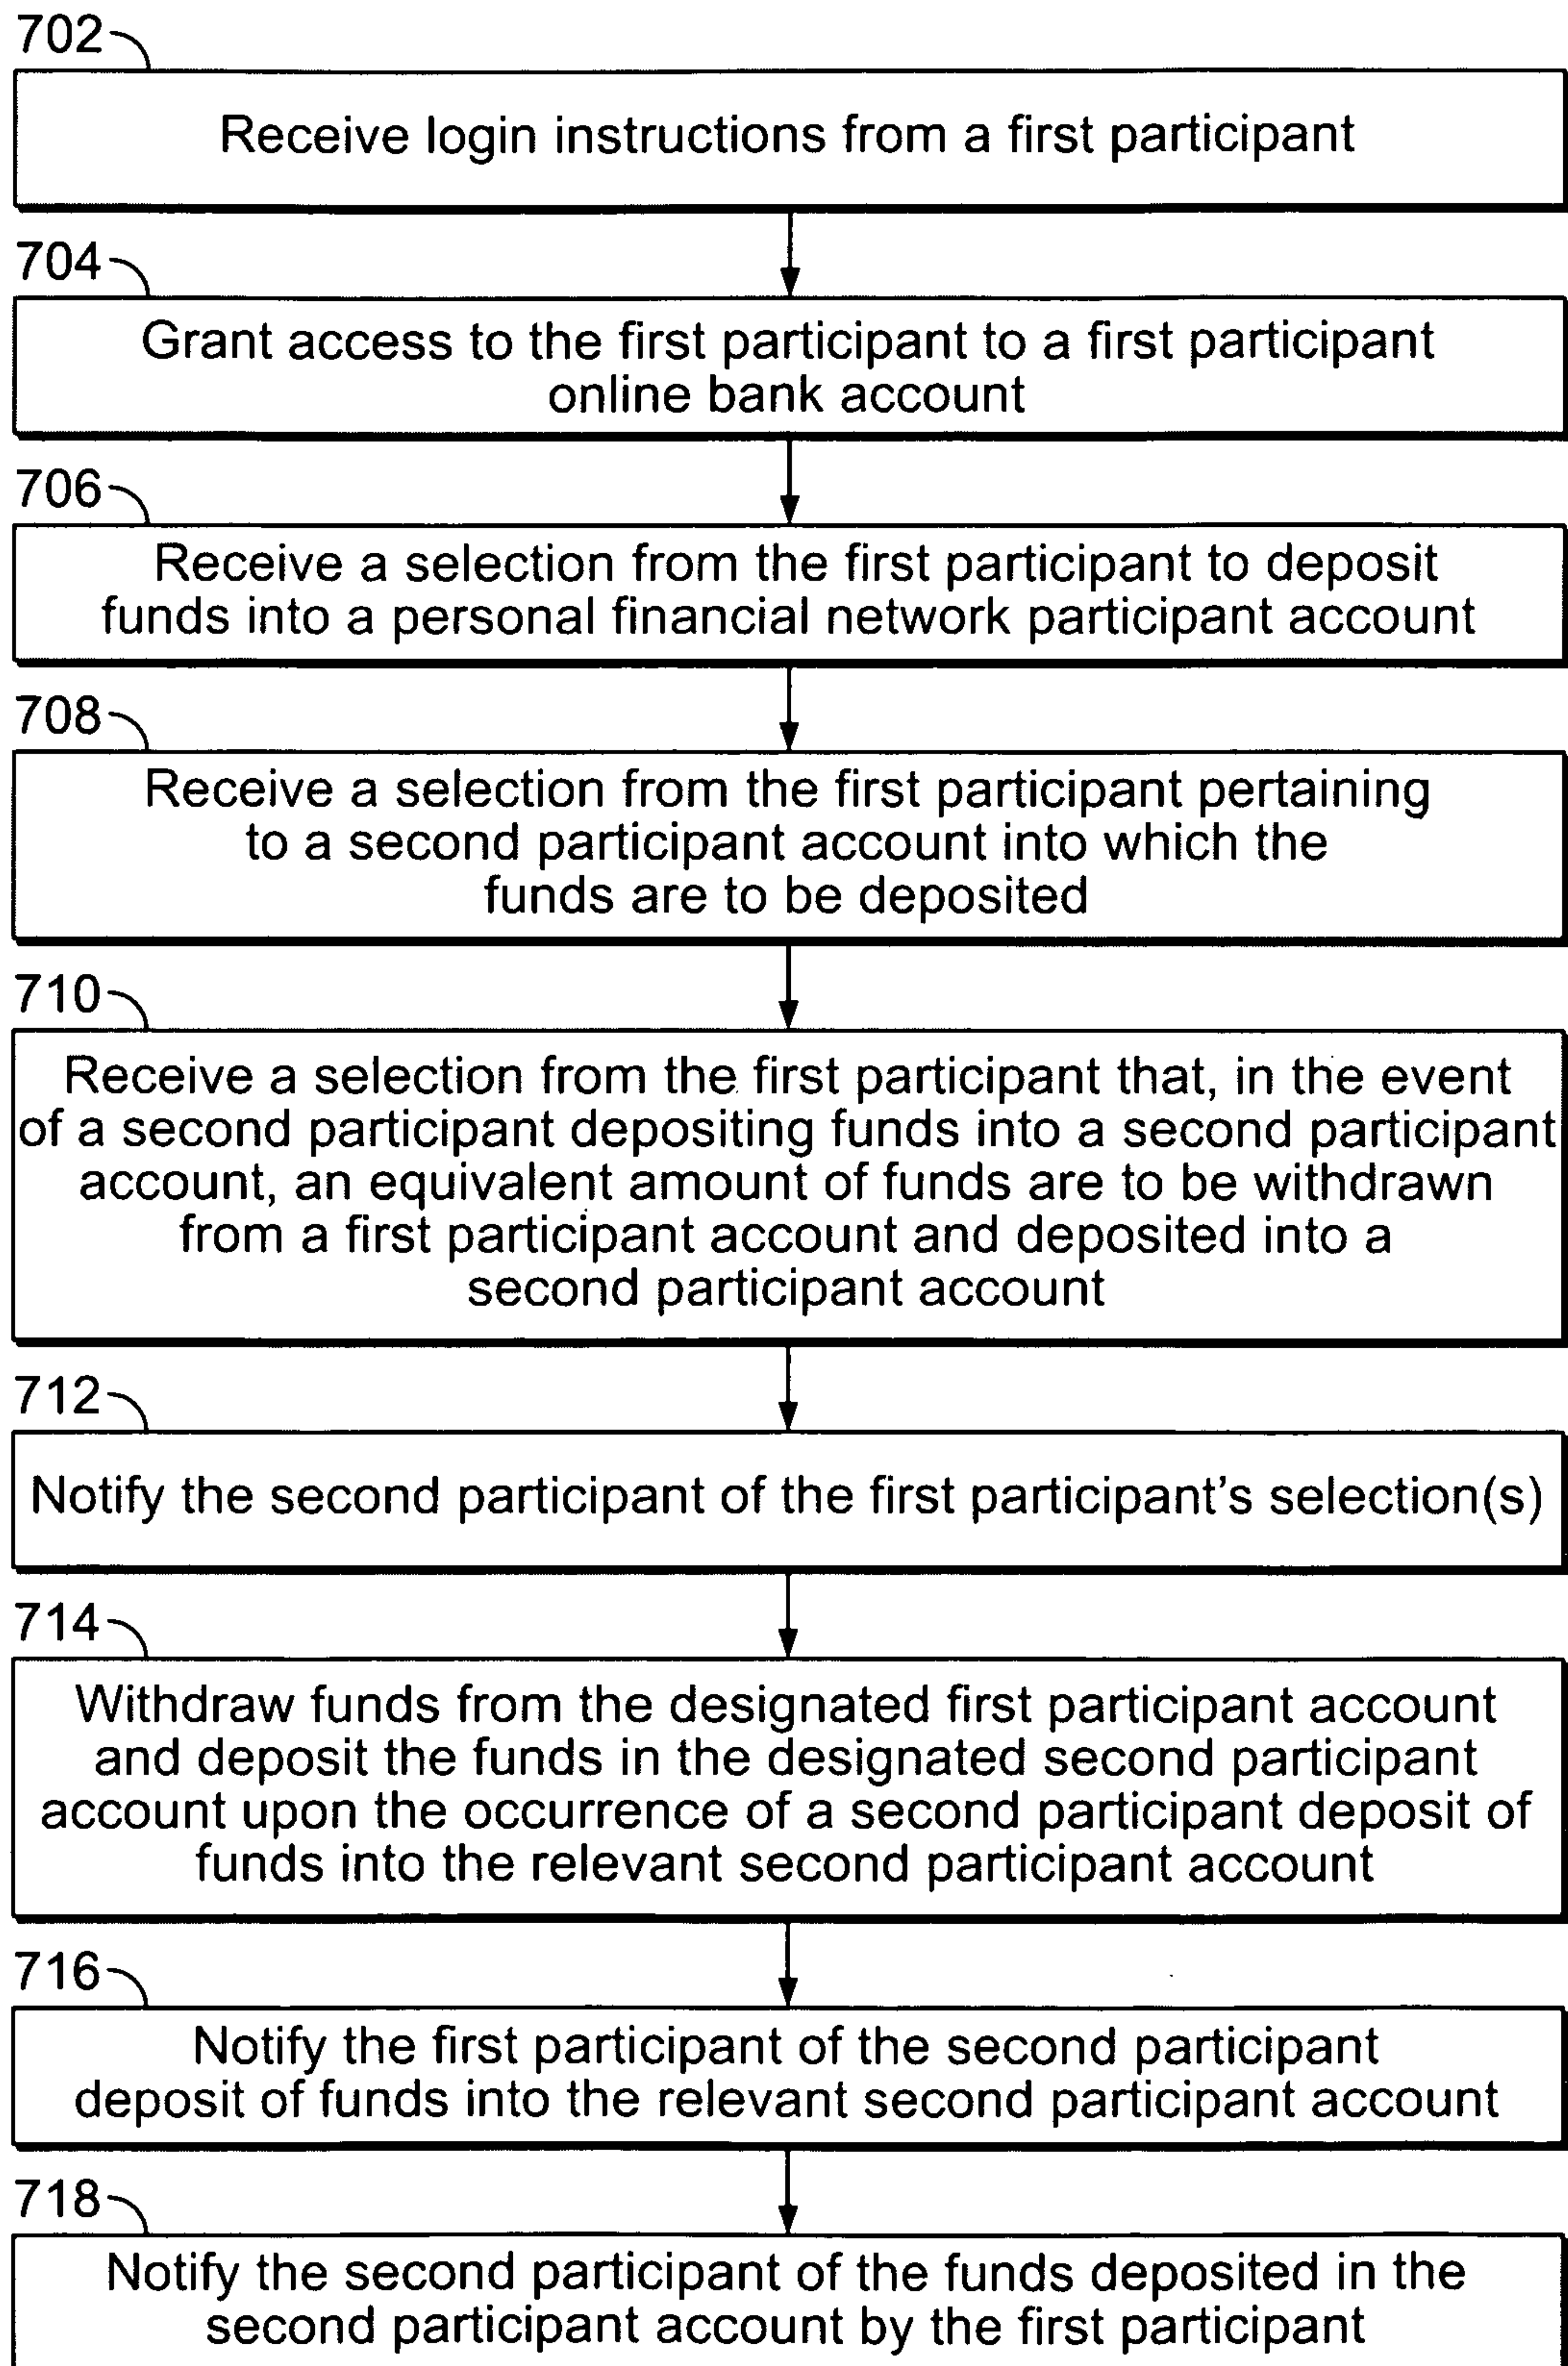 702
Receive login instructions from a first participant
704
Grant access to the first participant to a first participant
online bank account
706
Receive a selection from the first participant to deposit
funds into a personal financial network participant account
708
Receive a selection from the first participant pertaining
to a second participant account into which the
funds are to be deposited
710
Receive a selection from the first participant that, in the event
of a second participant depositing funds into a second participant
account, an equivalent amount of funds are to be withdrawn
from a first participant account and deposited into a
second participant account
712
Notify the second participant of the first participant's selection(s)
714
Withdraw funds from the designated first participant account
and deposit the funds in the designated second participant
account upon the occurrence of a second participant deposit of
funds into the relevant second participant account
716
Notify the first participant of the second participant
deposit of funds into the relevant second participant account
718
Notify the second participant of the funds deposited in the
second participant account by the first participant